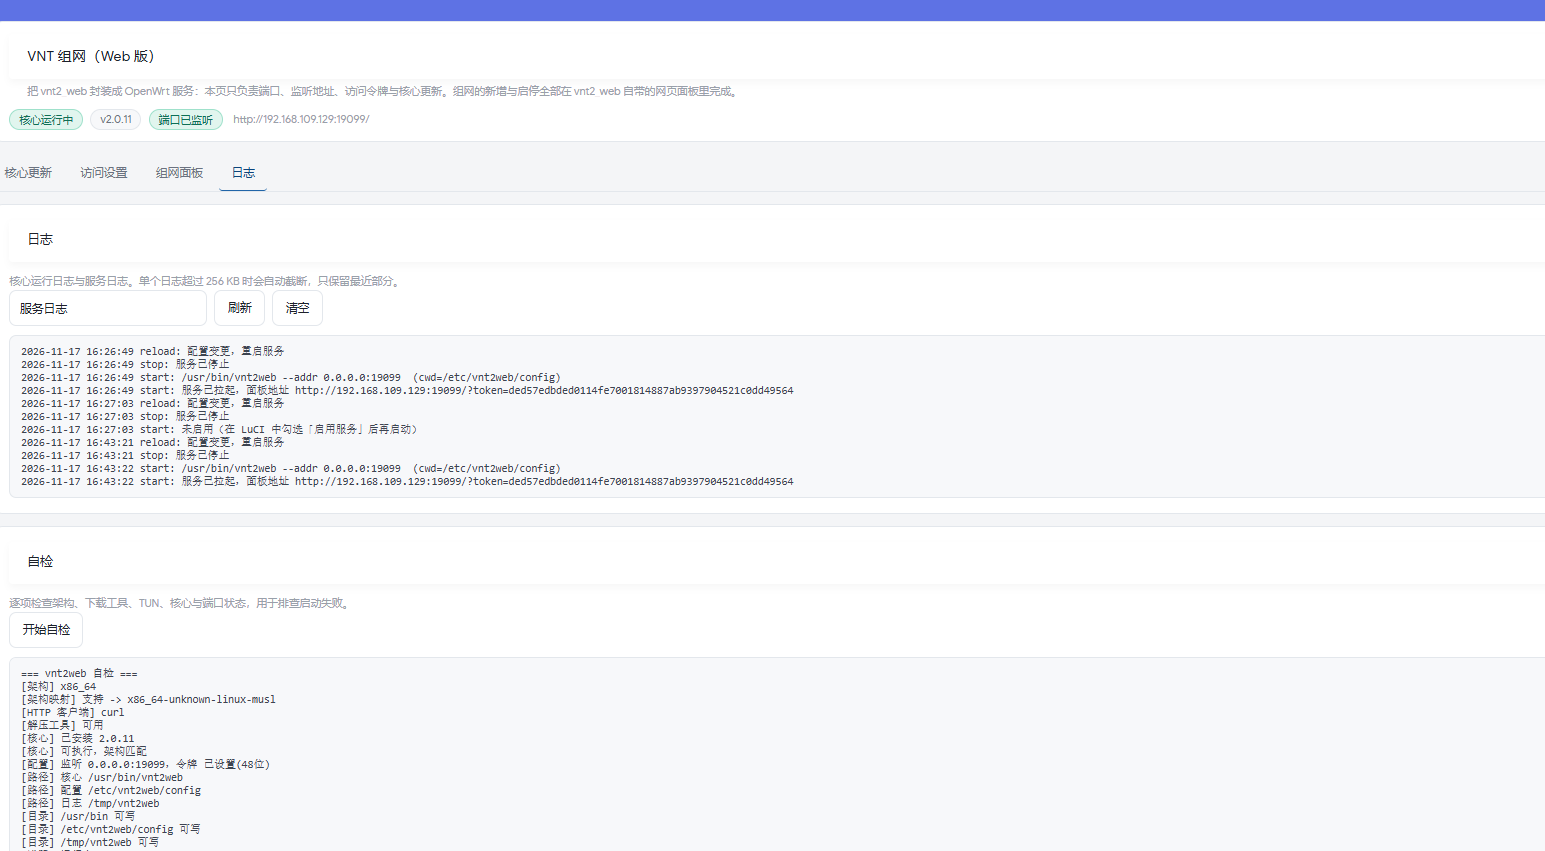 VNT 组网（Web 版）
把 vnt2_web 封装成 OpenWrt 服务：本页只负责端口、监听地址、访问令牌与核心更新。组网的新增与启停全部在 vnt2_web 自带的网页面板里完成。
核心运行中 v2.0.11 端口已监听 http://192.168.109.129:19099/
核心更新 访问设置 组网面板 日志
日志
核心运行日志与服务日志。单个日志超过 256 KB 时会自动截断，只保留最近部分。
服务日志 刷新 清空
2026-11-17 16:26:49 reload: 配置变更，重启服务
2026-11-17 16:26:49 stop: 服务已停止
2026-11-17 16:26:49 start: /usr/bin/vnt2web --addr 0.0.0.0:19099  (cwd=/etc/vnt2web/config)
2026-11-17 16:26:49 start: 服务已拉起，面板地址 http://192.168.109.129:19099/?token=ded57edbded0114fe7001814887ab9397904521c0dd49564
2026-11-17 16:27:03 reload: 配置变更，重启服务
2026-11-17 16:27:03 stop: 服务已停止
2026-11-17 16:27:03 start: 未启用（在 LuCI 中勾选「启用服务」后再启动）
2026-11-17 16:43:21 reload: 配置变更，重启服务
2026-11-17 16:43:21 stop: 服务已停止
2026-11-17 16:43:22 start: /usr/bin/vnt2web --addr 0.0.0.0:19099  (cwd=/etc/vnt2web/config)
2026-11-17 16:43:22 start: 服务已拉起，面板地址 http://192.168.109.129:19099/?token=ded57edbded0114fe7001814887ab9397904521c0dd49564
自检
逐项检查架构、下载工具、TUN、核心与端口状态，用于排查启动失败。
开始自检
=== vnt2web 自检 ===
[架构] x86_64
[架构映射] 支持 -> x86_64-unknown-linux-musl
[HTTP 客户端] curl
[解压工具] 可用
[核心] 已安装 2.0.11
[核心] 可执行，架构匹配
[配置] 监听 0.0.0.0:19099，令牌 已设置(48位)
[路径] 核心 /usr/bin/vnt2web
[路径] 配置 /etc/vnt2web/config
[路径] 日志 /tmp/vnt2web
[目录] /usr/bin 可写
[目录] /etc/vnt2web/config 可写
[目录] /tmp/vnt2web 可写